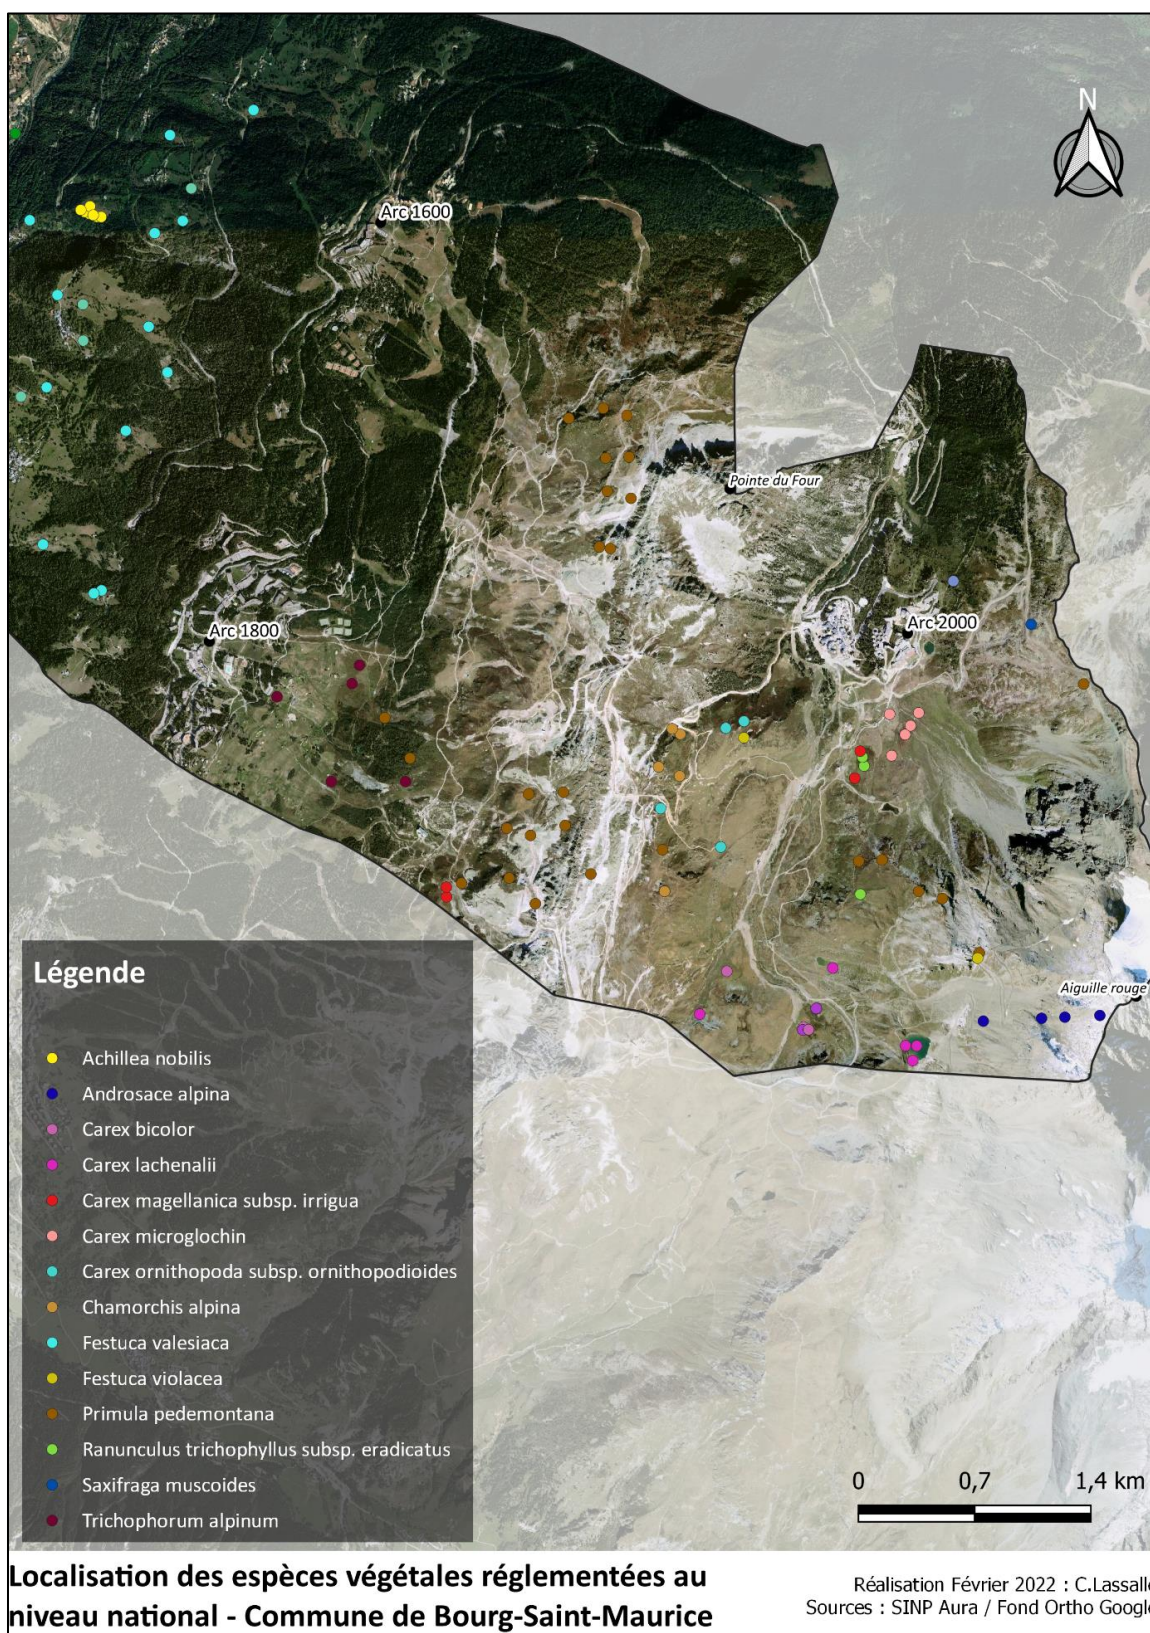 N
Arc 1600
Pointe du Four
Arc 1800
Arc 2000
Aiguille rouge
Légende
Achillea nobilis
Androsace alpina
Carex bicolor
Carex lachenalii
Carex magellanica subsp. irrigua
Carex microglochin
Carex ornithopoda subsp. ornithopodioides
Chamorchis alpina
Festuca valesiaca
Festuca violacea
Primula pedemontana
Ranunculus trichophyllus subsp. eradicatus
Saxifraga muscoides
Trichophorum alpinum
0 0,7 1,4 km
Localisation des espèces végétales réglementées au
niveau national - Commune de Bourg-Saint-Maurice
Réalisation Février 2022 : C.Lassalle
Sources : SINP Aura / Fond Ortho Google